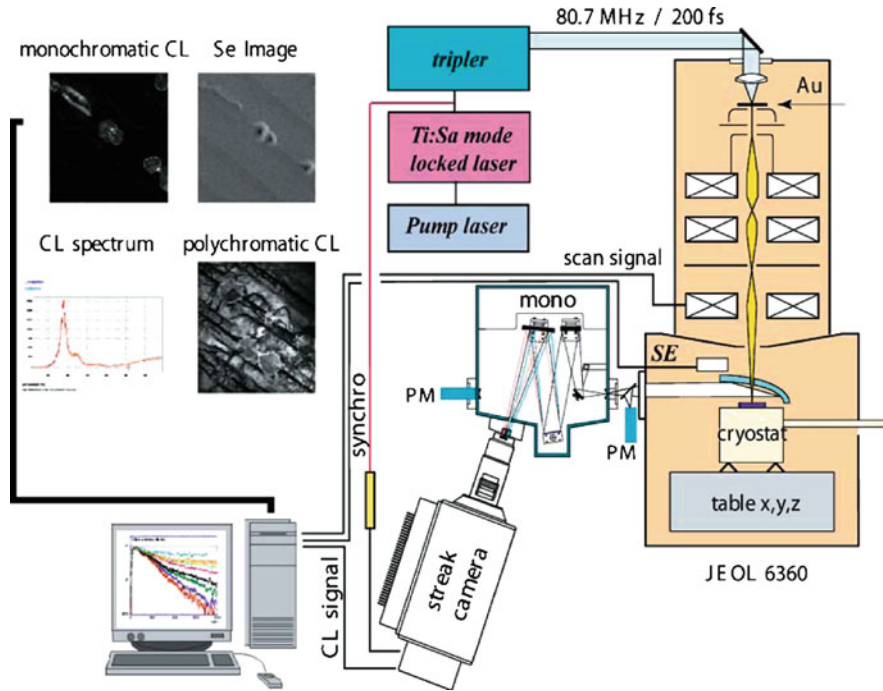 80.7 MHz / 200 fs
monochromatic CL
Se Image
tripler
Au
Ti:Sa mode
locked laser
Pump laser
CL spectrum
polychromatic CL
scan signal
mono
SE
PM
PM
cryostat
synchro
table x,y,z
JEOL 6360
streak
camera
CL signal